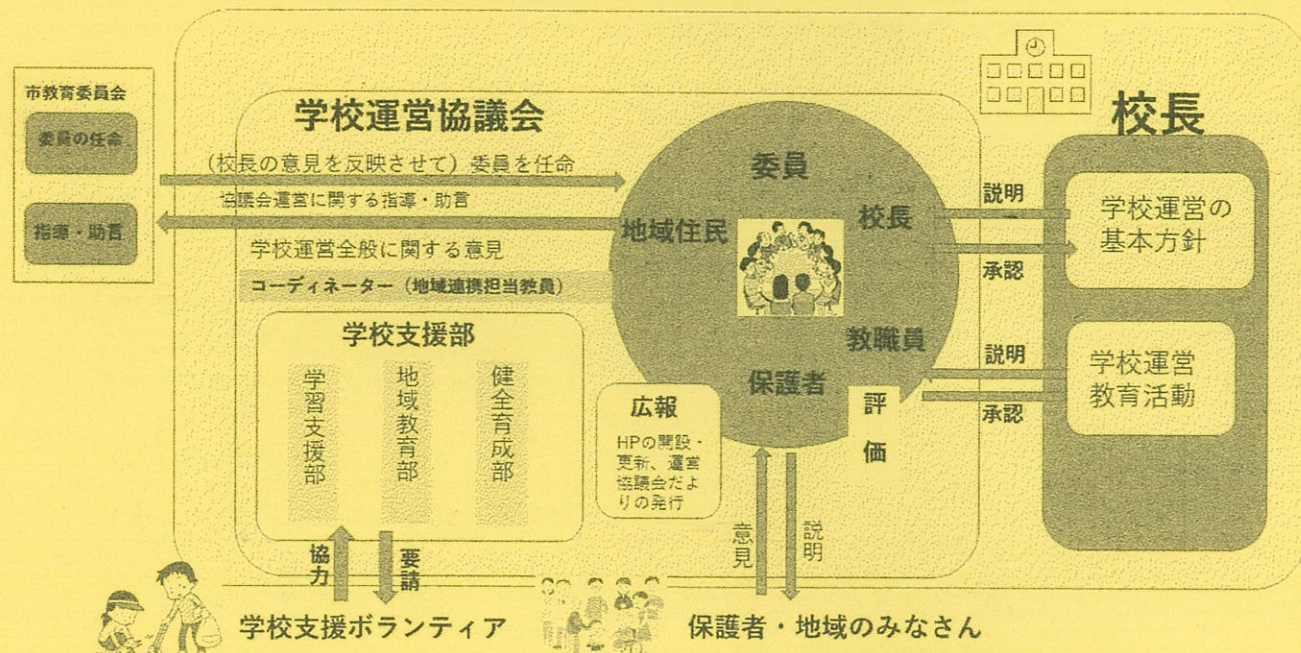 市教育委員会
委員の任命
指導・助言
学校運営協議会
(校長の意見を反映させて)委員を任命
協議会運営に関する指導・助言
学校運営全般に関する意見
コーディネーター(地域連携担当教員)
学校支援部
学習支援部
地域教育部
健全育成部
広報
HPの開設・
更新、運営
協議会だよ
りの発行
委員
地域住民
校長
教職員
保護者
評価
校長
説明
承認
学校運営の
基本方針
説明
承認
学校運営
教育活動
協力
要請
意見
説明
学校支援ボランティア
保護者・地域のみなさん